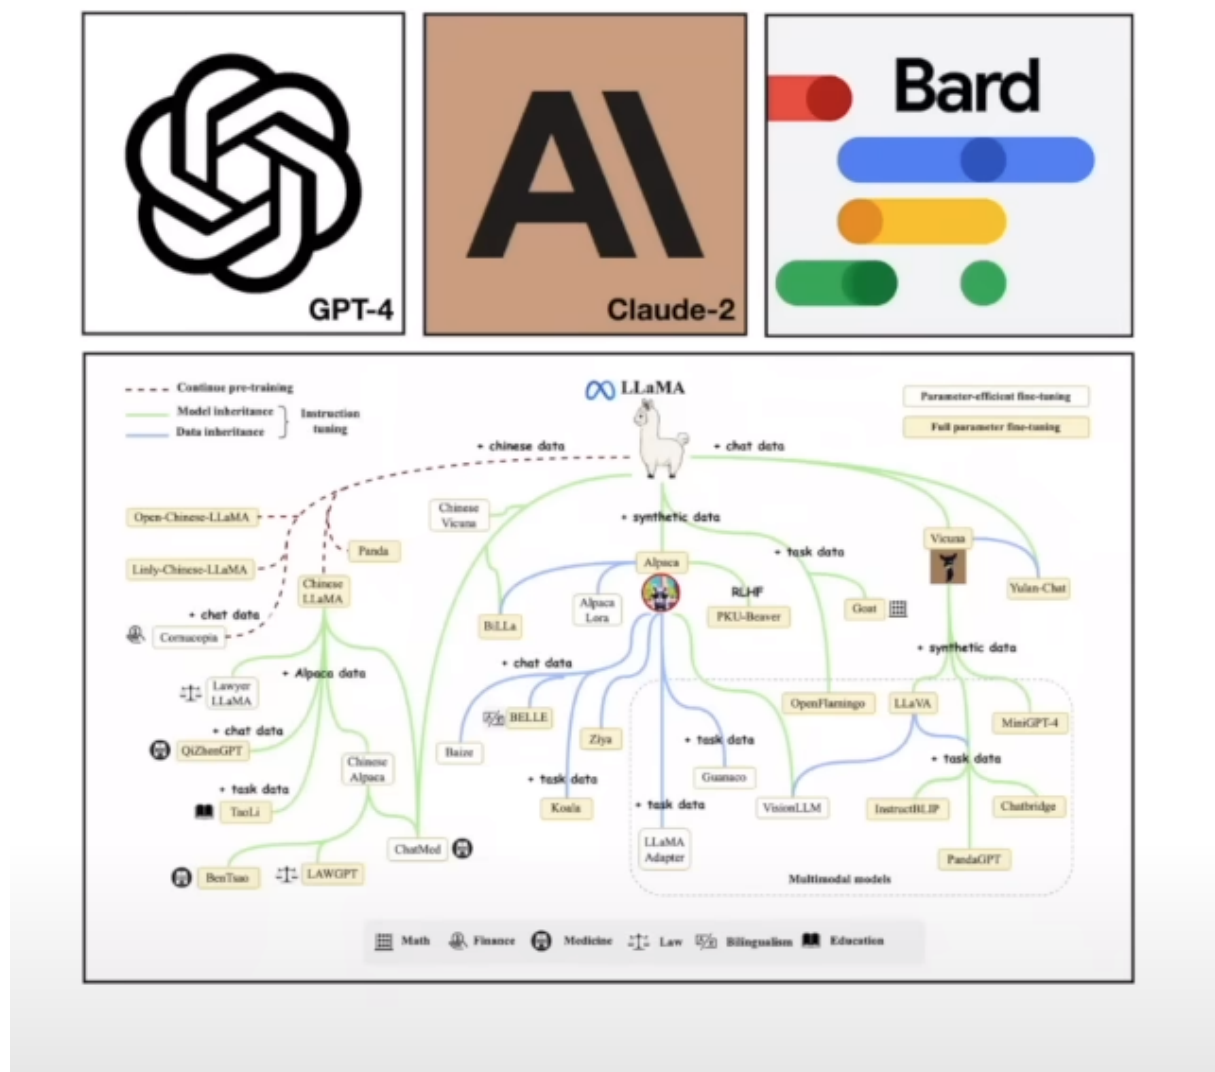 GPT-4
Claude-2
Bard
LLaMA
Continue pre-training
Model inheritance
Data inheritance
Instruction
tuning
Parameter-efficient fine-tuning
Full parameter fine-tuning
+ chinese data
+ chat data
Open-Chinese-LLaMA
Linly-Chinese-LLaMA
Panda
Chinese
LLaMA
+ chat data
Cornucopia
Chinese
Vicuna
+ synthetic data
Alpaca
+ task data
Vicuna
Yulan-Chat
BiLLa
Alpaca
Lora
RLHF
PKU-Beaver
Goat
+ synthetic data
+ Alpaca data
Lawyer
LLaMA
+ chat data
QiZhenGPT
+ chat data
BELLE
Ziya
Baize
OpenFlamingo
LLaVA
MiniGPT-4
Chinese
Alpaca
+ task data
TaoLi
+ task data
Koala
+ task data
Guanaco
+ task data
+ task data
VisionLLM
InstructBLIP
Chatbridge
ChatMed
LLaMA
Adapter
PandaGPT
BenTsao
LAWGPT
Multimodal models
Math
Finance
Medicine
Law
Bilingualism
Education